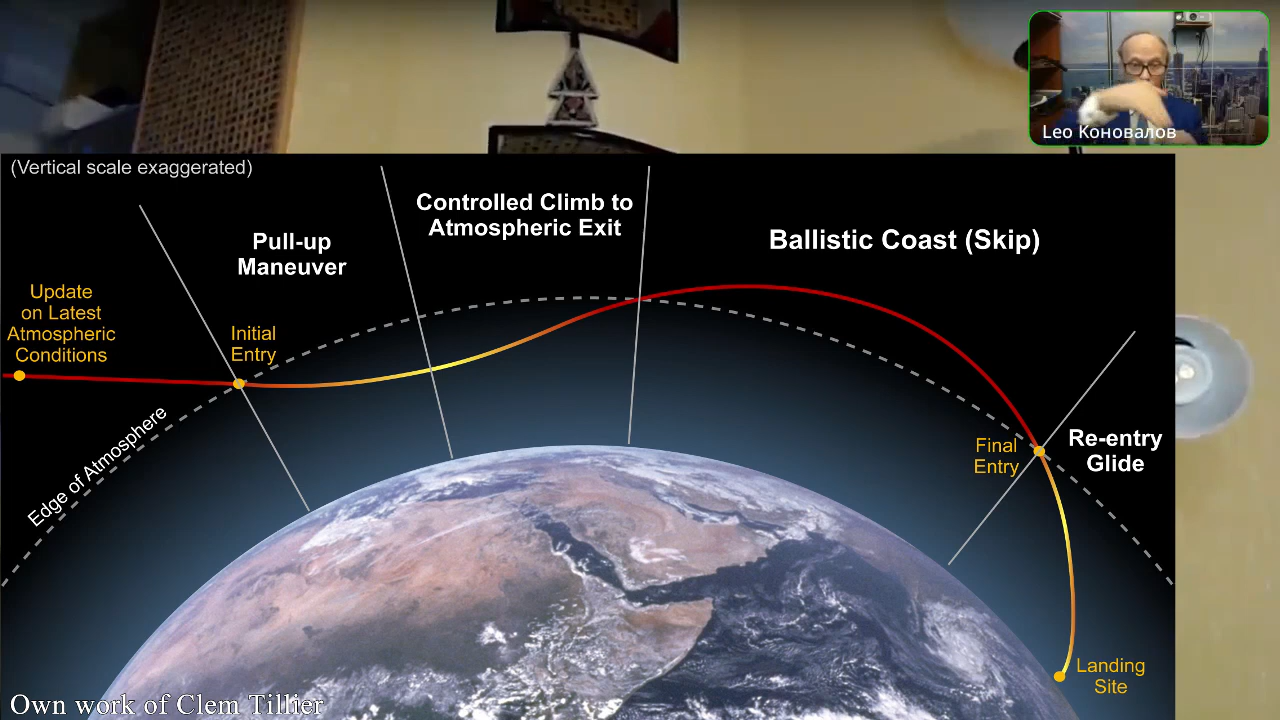 Leo Коновалов
(Vertical scale exaggerated)
Controlled Climb to
Atmospheric Exit
Pull-up
Maneuver
Ballistic Coast (Skip)
Update
on Latest
Atmospheric
Conditions
Initial
Entry
Edge of Atmosphere
Final
Entry
Re-entry
Glide
Landing
Site
Own work of Clem Tillier